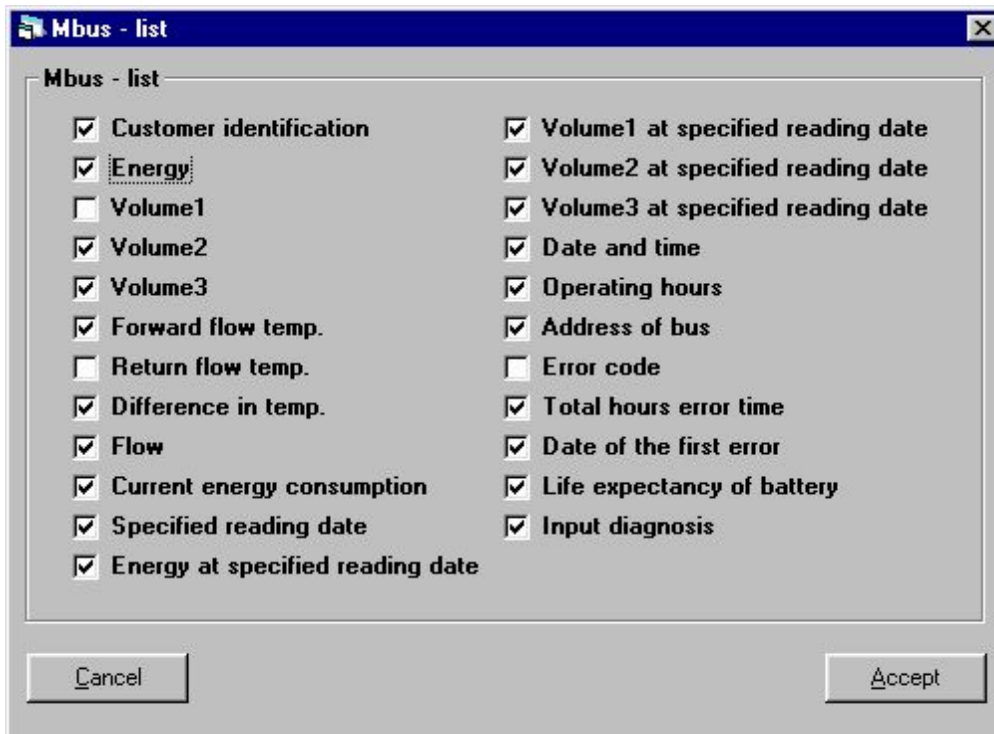 Mbus - list
Mbus - list
Customer identification
Energy
Volume1
Volume2
Volume3
Forward flow temp.
Return flow temp.
Difference in temp.
Flow
Current energy consumption
Specified reading date
Energy at specified reading date
Volume1 at specified reading date
Volume2 at specified reading date
Volume3 at specified reading date
Date and time
Operating hours
Address of bus
Error code
Total hours error time
Date of the first error
Life expectancy of battery
Input diagnosis
Cancel
Accept